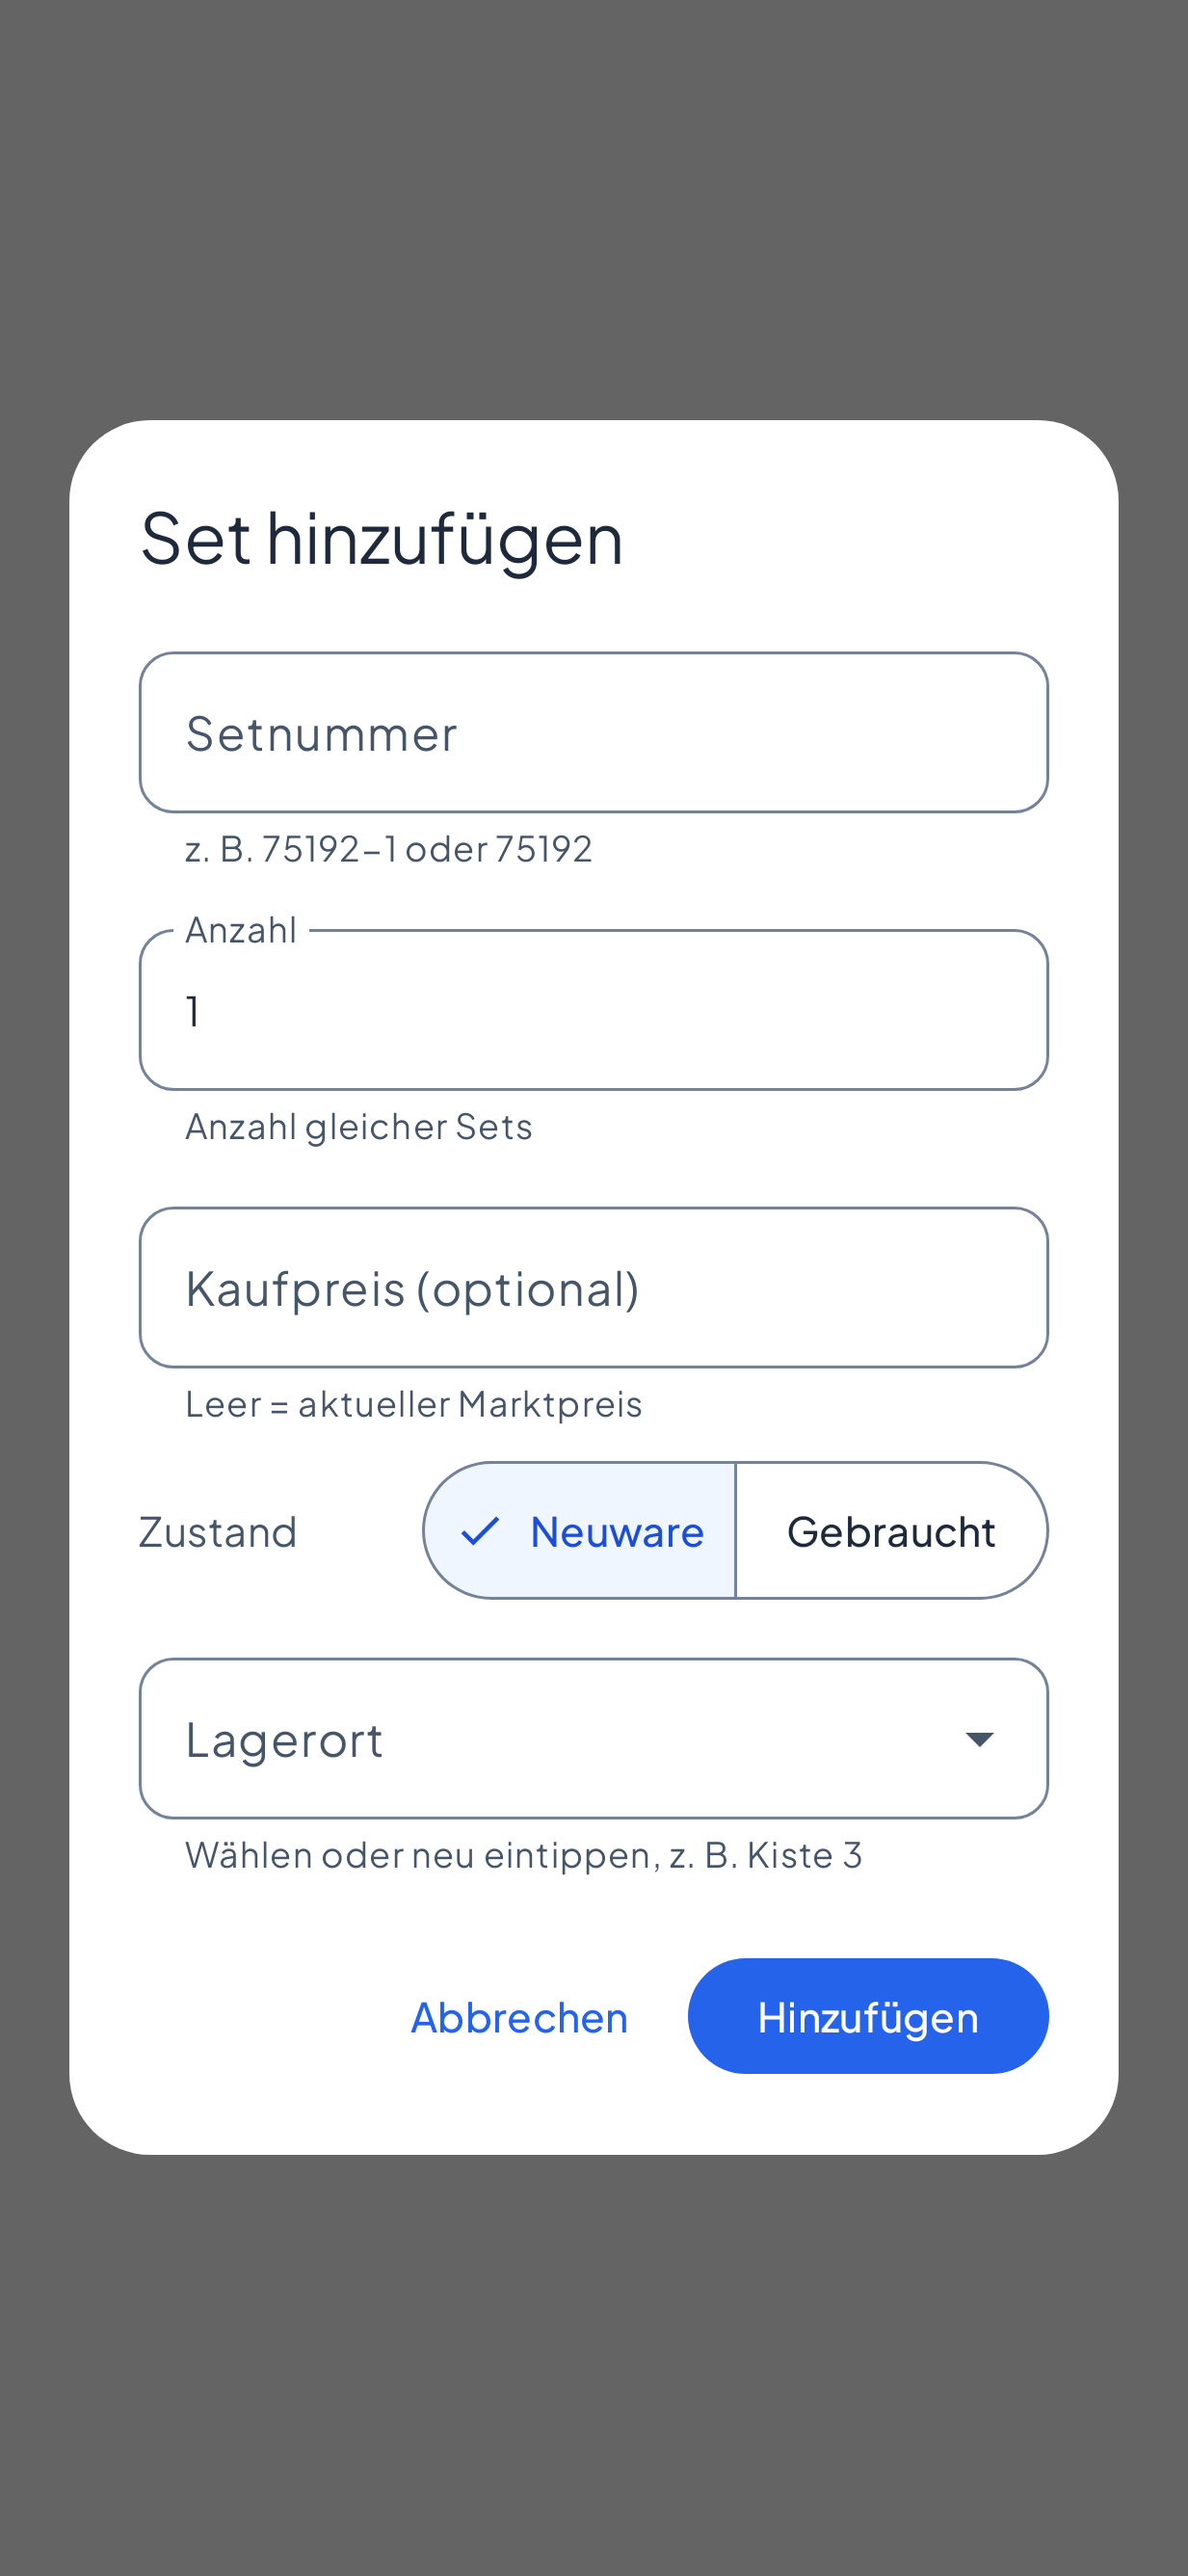 Set hinzufügen
Setnummer
z. B. 75192–1 oder 75192
Anzahl
1
Anzahl gleicher Sets
Kaufpreis (optional)
Leer = aktueller Marktpreis
Zustand
Neuware
Gebraucht
Lagerort
Wählen oder neu eintippen, z. B. Kiste 3
Abbrechen
Hinzufügen